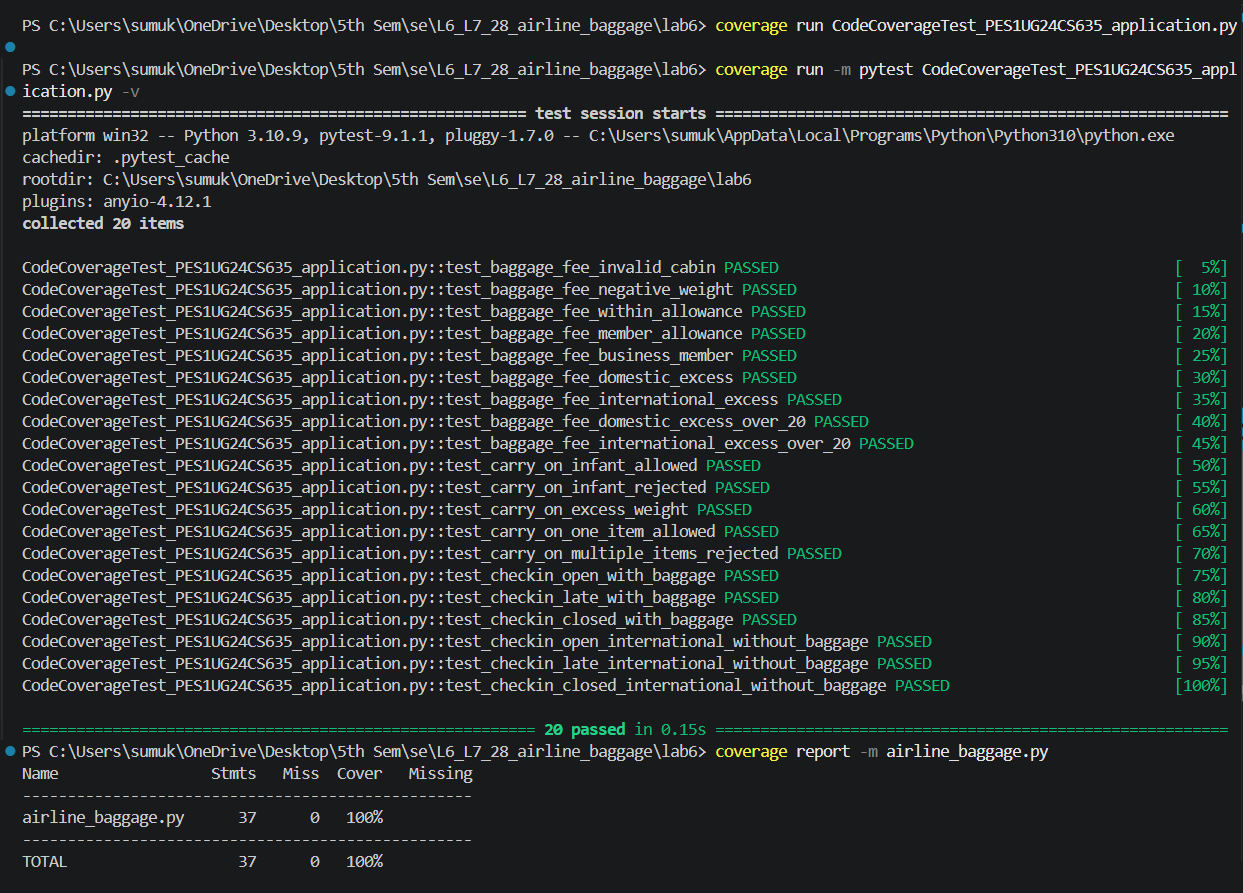 PS C:\Users\sumuk\OneDrive\Desktop\5th Sem\se\L6_L7_28_airline_baggage\lab6> coverage run CodeCoverageTest_PES1UG24CS635_application.py
PS C:\Users\sumuk\OneDrive\Desktop\5th Sem\se\L6_L7_28_airline_baggage\lab6> coverage run -m pytest CodeCoverageTest_PES1UG24CS635_appl
ication.py -v
======================================================== test session starts =========================================================
platform win32 -- Python 3.10.9, pytest-9.1.1, pluggy-1.7.0 -- C:\Users\sumuk\AppData\Local\Programs\Python\Python310\python.exe
cachedir: .pytest_cache
rootdir: C:\Users\sumuk\OneDrive\Desktop\5th Sem\se\L6_L7_28_airline_baggage\lab6
plugins: anyio-4.12.1
collected 20 items
CodeCoverageTest_PES1UG24CS635_application.py::test_baggage_fee_invalid_cabin PASSED [  5%]
CodeCoverageTest_PES1UG24CS635_application.py::test_baggage_fee_negative_weight PASSED [ 10%]
CodeCoverageTest_PES1UG24CS635_application.py::test_baggage_fee_within_allowance PASSED [ 15%]
CodeCoverageTest_PES1UG24CS635_application.py::test_baggage_fee_member_allowance PASSED [ 20%]
CodeCoverageTest_PES1UG24CS635_application.py::test_baggage_fee_business_member PASSED [ 25%]
CodeCoverageTest_PES1UG24CS635_application.py::test_baggage_fee_domestic_excess PASSED [ 30%]
CodeCoverageTest_PES1UG24CS635_application.py::test_baggage_fee_international_excess PASSED [ 35%]
CodeCoverageTest_PES1UG24CS635_application.py::test_baggage_fee_domestic_excess_over_20 PASSED [ 40%]
CodeCoverageTest_PES1UG24CS635_application.py::test_baggage_fee_international_excess_over_20 PASSED [ 45%]
CodeCoverageTest_PES1UG24CS635_application.py::test_carry_on_infant_allowed PASSED [ 50%]
CodeCoverageTest_PES1UG24CS635_application.py::test_carry_on_infant_rejected PASSED [ 55%]
CodeCoverageTest_PES1UG24CS635_application.py::test_carry_on_excess_weight PASSED [ 60%]
CodeCoverageTest_PES1UG24CS635_application.py::test_carry_on_one_item_allowed PASSED [ 65%]
CodeCoverageTest_PES1UG24CS635_application.py::test_carry_on_multiple_items_rejected PASSED [ 70%]
CodeCoverageTest_PES1UG24CS635_application.py::test_checkin_open_with_baggage PASSED [ 75%]
CodeCoverageTest_PES1UG24CS635_application.py::test_checkin_late_with_baggage PASSED [ 80%]
CodeCoverageTest_PES1UG24CS635_application.py::test_checkin_closed_with_baggage PASSED [ 85%]
CodeCoverageTest_PES1UG24CS635_application.py::test_checkin_open_international_without_baggage PASSED [ 90%]
CodeCoverageTest_PES1UG24CS635_application.py::test_checkin_late_international_without_baggage PASSED [ 95%]
CodeCoverageTest_PES1UG24CS635_application.py::test_checkin_closed_international_without_baggage PASSED [100%]
========================================================= 20 passed in 0.15s =========================================================
PS C:\Users\sumuk\OneDrive\Desktop\5th Sem\se\L6_L7_28_airline_baggage\lab6> coverage report -m airline_baggage.py
Name                 Stmts   Miss  Cover   Missing
--------------------------------------------------
airline_baggage.py      37      0   100%
--------------------------------------------------
TOTAL                   37      0   100%